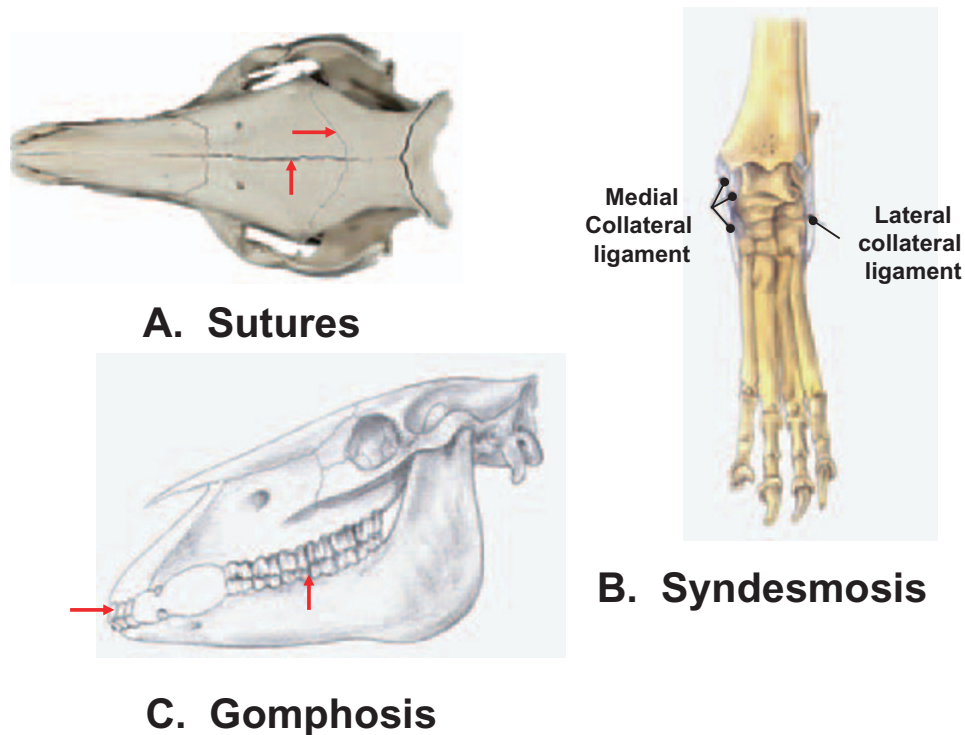 A. Sutures
Medial
Collateral
ligament
Lateral
collateral
ligament
B. Syndesmosis
C. Gomphosis